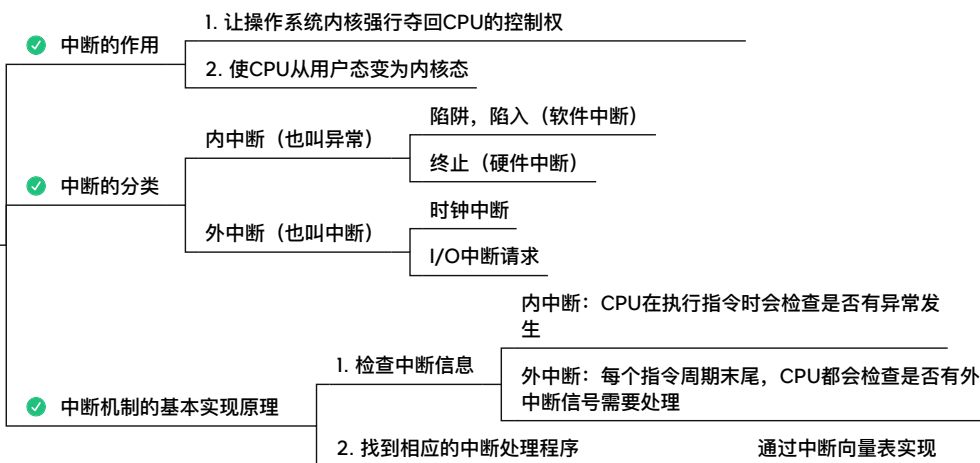 中断的作用
1. 让操作系统内核强行夺回CPU的控制权
2. 使CPU从用户态变为内核态
中断的分类
内中断（也叫异常）
陷阱，陷入（软件中断）
终止（硬件中断）
外中断（也叫中断）
时钟中断
I/O中断请求
中断机制的基本实现原理
1. 检查中断信息
内中断：CPU在执行指令时会检查是否有异常发
生
外中断：每个指令周期末尾，CPU都会检查是否有外
中断信号需要处理
2. 找到相应的中断处理程序
通过中断向量表实现